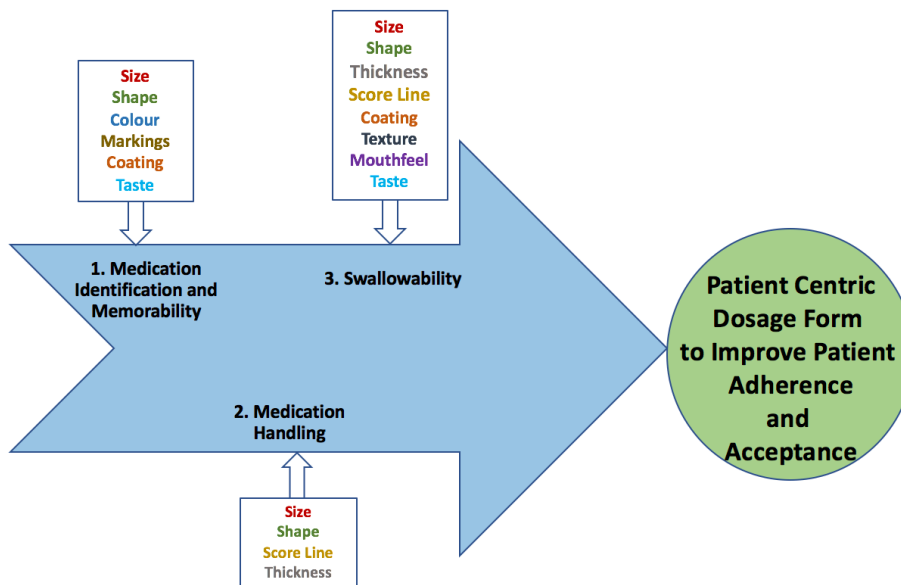 Size
Shape
Colour
Markings
Coating
Taste
Size
Shape
Thickness
Score Line
Coating
Texture
Mouthfeel
Taste
1. Medication
Identification and
Memorability
3. Swallowability
2. Medication
Handling
Size
Shape
Score Line
Thickness
Patient Centric
Dosage Form
to Improve Patient
Adherence
and
Acceptance